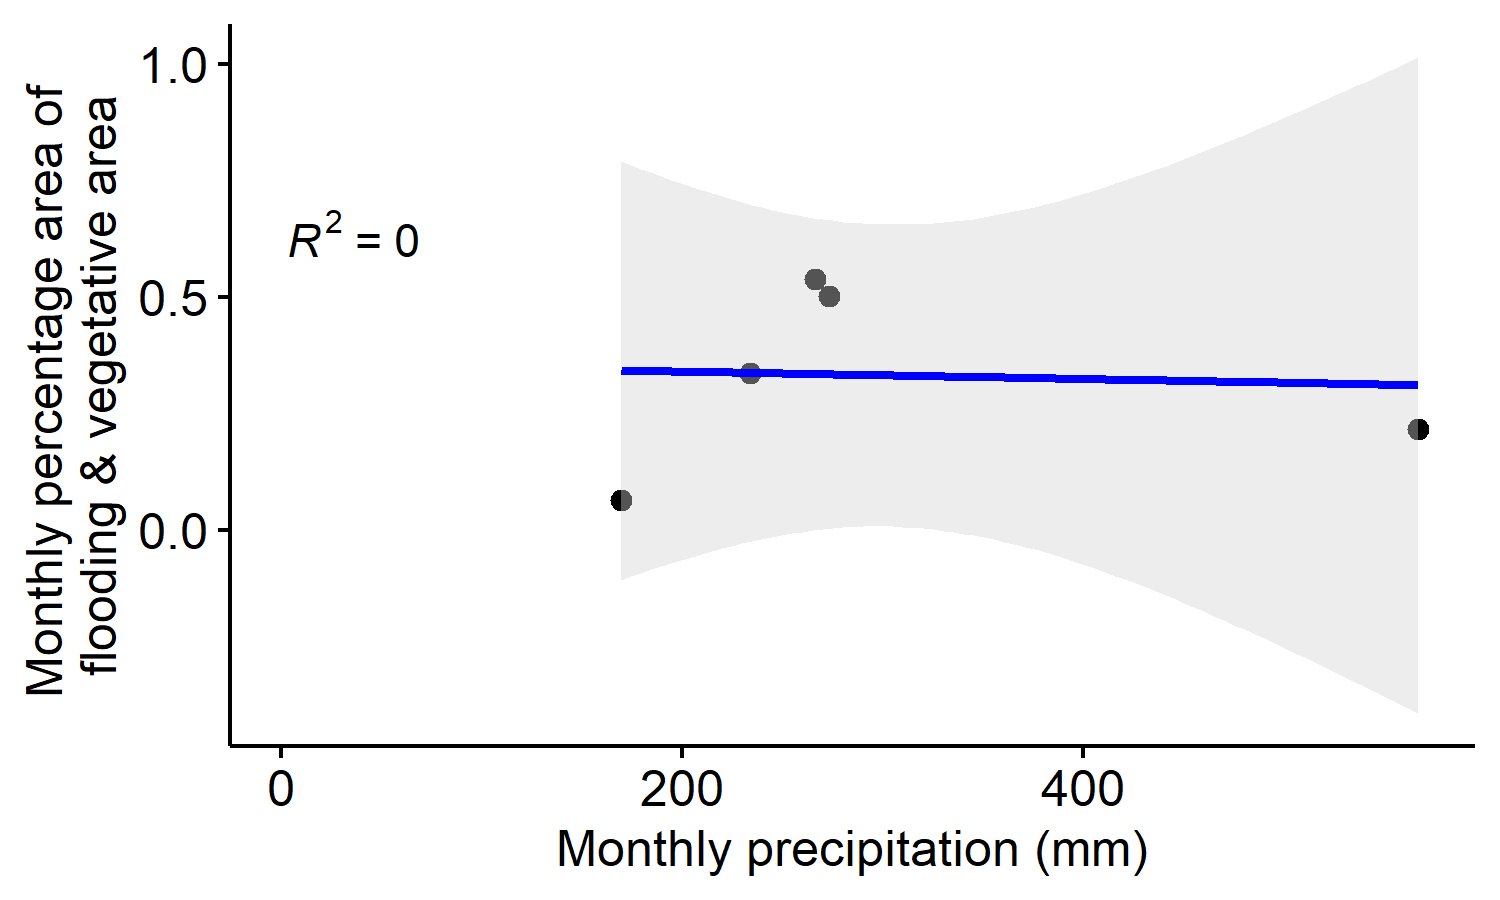 Monthly percentage area of
flooding & vegetative area
1.0
0.5
0.0
R² = 0
0 200 400
Monthly precipitation (mm)